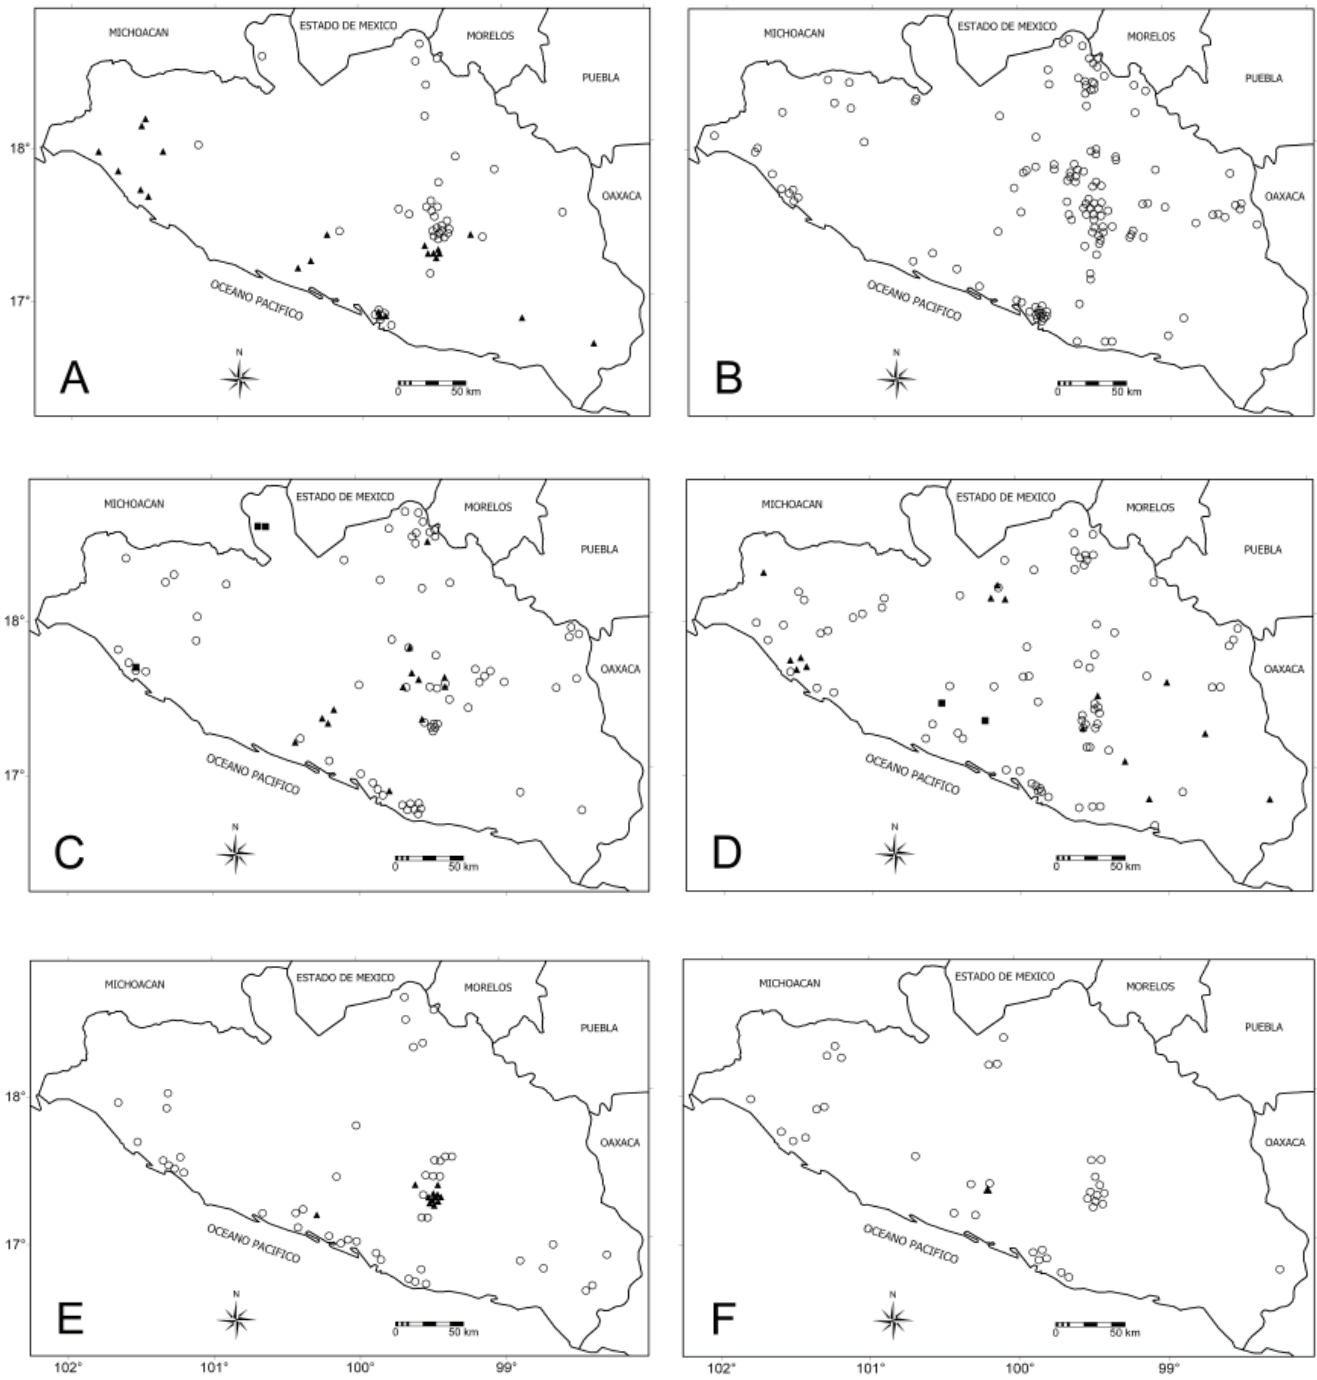 MICHOACAN
ESTADO DE MEXICO
MORELOS
PUEBLA
OAXACA
18°
17°
OCEANO PACIFICO
N
A
0 50 km
MICHOACAN
ESTADO DE MEXICO
MORELOS
PUEBLA
OAXACA
OCEANO PACIFICO
N
B
0 50 km
MICHOACAN
ESTADO DE MEXICO
MORELOS
PUEBLA
18°
OAXACA
17°
OCEANO PACIFICO
N
C
0 50 km
MICHOACAN
ESTADO DE MEXICO
MORELOS
PUEBLA
OAXACA
OCEANO PACIFICO
N
D
0 50 km
MICHOACAN
ESTADO DE MEXICO
MORELOS
PUEBLA
18°
OAXACA
17°
OCEANO PACIFICO
N
E
0 50 km
102° 101° 100° 99°
MICHOACAN
ESTADO DE MEXICO
MORELOS
PUEBLA
OAXACA
OCEANO PACIFICO
N
F
0 50 km
102° 101° 100° 99°